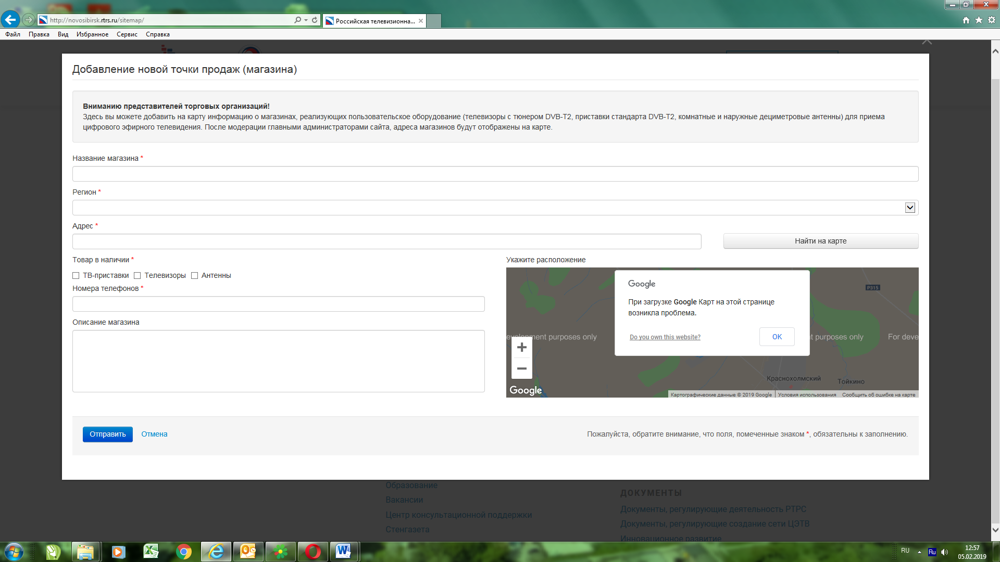 http://novosibirsk.rtrs.ru/sitemap/
Российская телевизионна...
Файл Правка Вид Избранное Сервис Справка
Добавление новой точки продаж (магазина)
Вниманию представителей торговых организаций!
Здесь вы можете добавить на карту информацию о магазинах, реализующих пользовательское оборудование (телевизоры с тюнером DVB-T2, приставки стандарта DVB-T2, комнатные и наружные дециметровые антенны) для приема
цифрового эфирного телевидения. После модерации главными администраторами сайта, адреса магазинов будут отображены на карте.
Название магазина *
Регион *
Адрес *
Найти на карте
Товар в наличии *
ТВ-приставки Телевизоры Антенны
Номера телефонов *
Описание магазина
Укажите расположение
P315
Google
При загрузке Google Карт на этой странице
возникла проблема.
Do you own this website? OK
evelopment purposes only
t purposes only
For deve
Краснохолмский
Тойкино
Google
Картографические данные © 2019 Google Условия использования Сообщить об ошибке на карте
Отправить Отмена
Пожалуйста, обратите внимание, что поля, помеченные знаком *, обязательны к заполнению.
Образование
Вакансии
Центр консультационной поддержки
Стенгазета
ДОКУМЕНТЫ
Документы, регулирующие деятельность РТРС
Документы, регулирующие создание сети ЦЭТВ
Инновационное развитие
RU
Ru
12:57
05.02.2019